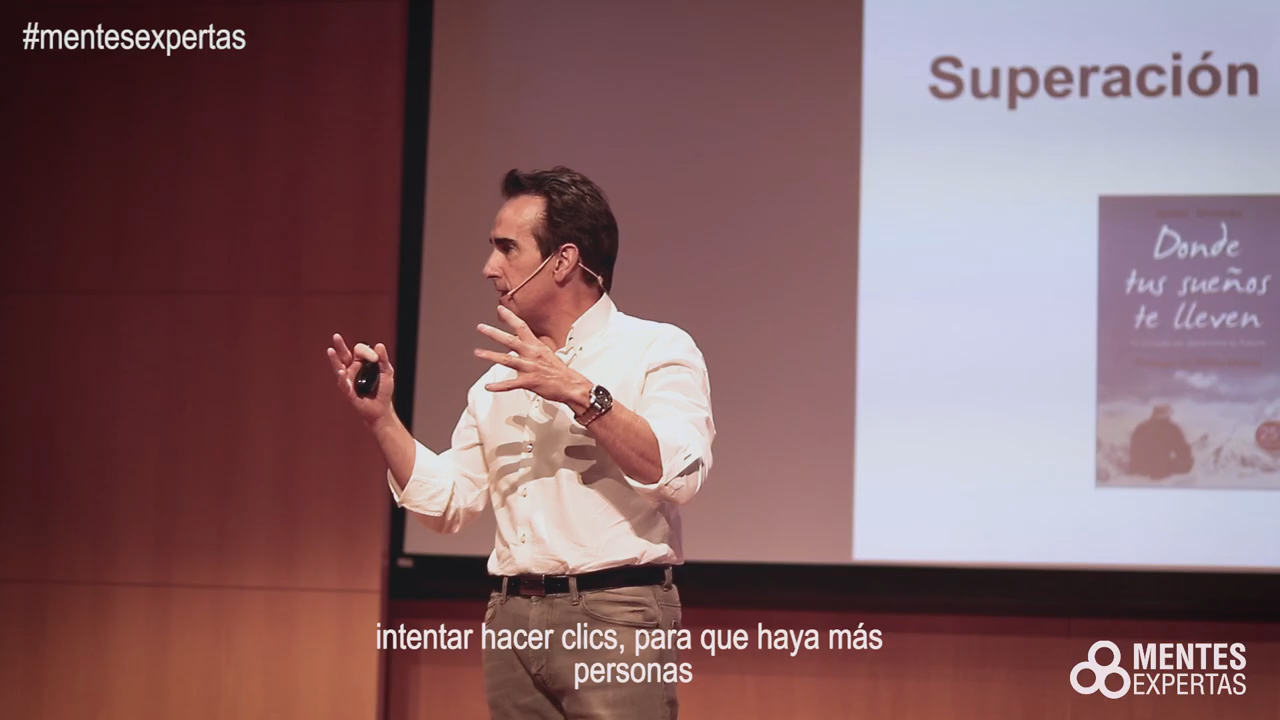 #mentesexpertas
Superación
Donde
tus sueños
te lleven
intentar hacer clics, para que haya más
personas
MENTES
EXPERTAS